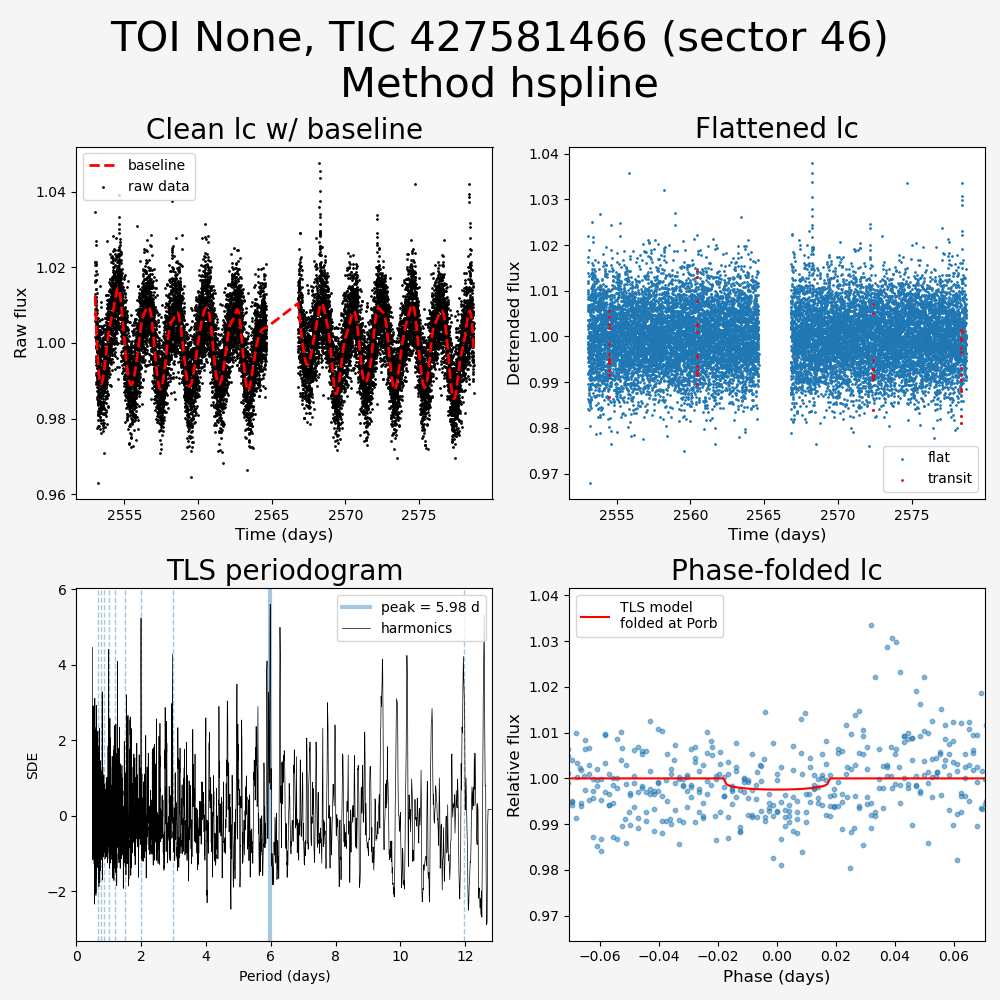 TOI None, TIC 427581466 (sector 46)
Method hspline
Clean lc w/ baseline
baseline
raw data
Raw flux
1.04
1.02
1.00
0.98
0.96
2555
2560
2565
2570
2575
Time (days)
Flattened lc
Detrended flux
1.04
1.03
1.02
1.01
1.00
0.99
0.98
0.97
flat
transit
2555
2560
2565
2570
2575
Time (days)
TLS periodogram
peak = 5.98 d
harmonics
SDE
6
4
2
0
−2
0
2
4
6
8
10
12
Period (days)
Phase-folded lc
TLS model
folded at Porb
Relative flux
1.04
1.03
1.02
1.01
1.00
0.99
0.98
0.97
−0.06
−0.04
−0.02
0.00
0.02
0.04
0.06
Phase (days)